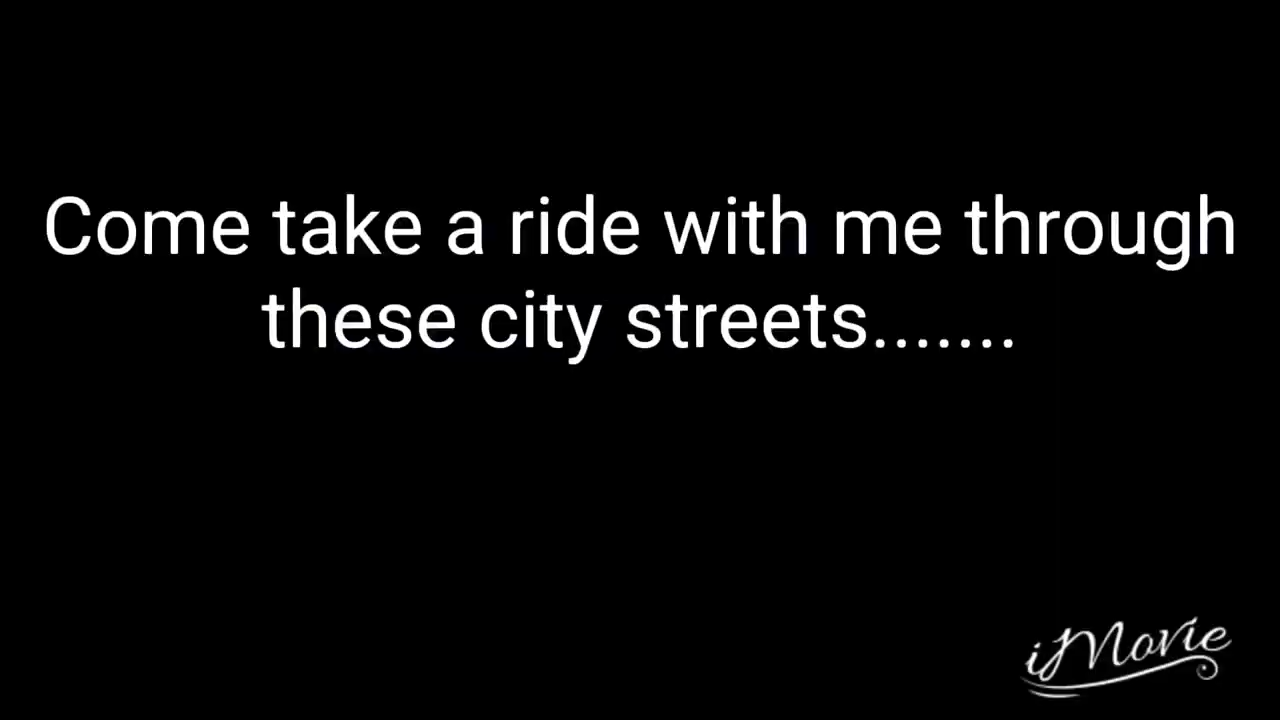 Come take a ride with me through
these city streets.......
iMovie